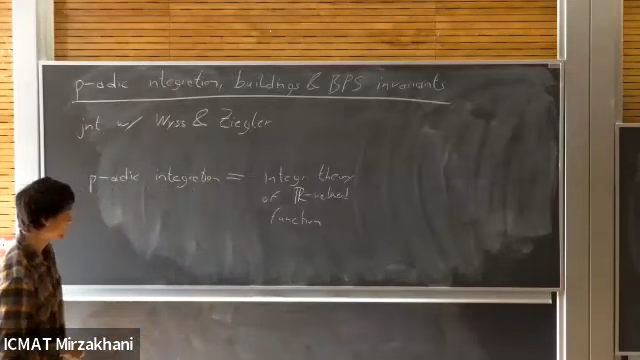 p-adic integration, buildings & BPS invariants
jnt w/ Wyss & Ziegler
p-adic integration = Integr. theory
of ℝ-valued
function
ICMAT Mirzakhani